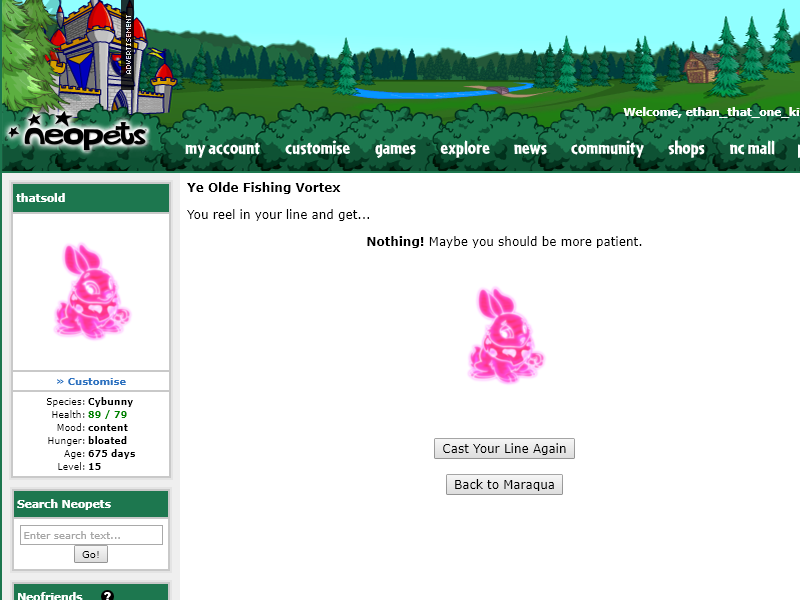 ADVERTISEMENT
Welcome, ethan_that_one_ki
neopets
my account customise games explore news community shops nc mall
thatsold
» Customise
Species: Cybunny
Health: 89 / 79
Mood: content
Hunger: bloated
Age: 675 days
Level: 15
Search Neopets
Enter search text...
Go!
Neofriends ?
Ye Olde Fishing Vortex
You reel in your line and get...
Nothing! Maybe you should be more patient.
Cast Your Line Again
Back to Maraqua